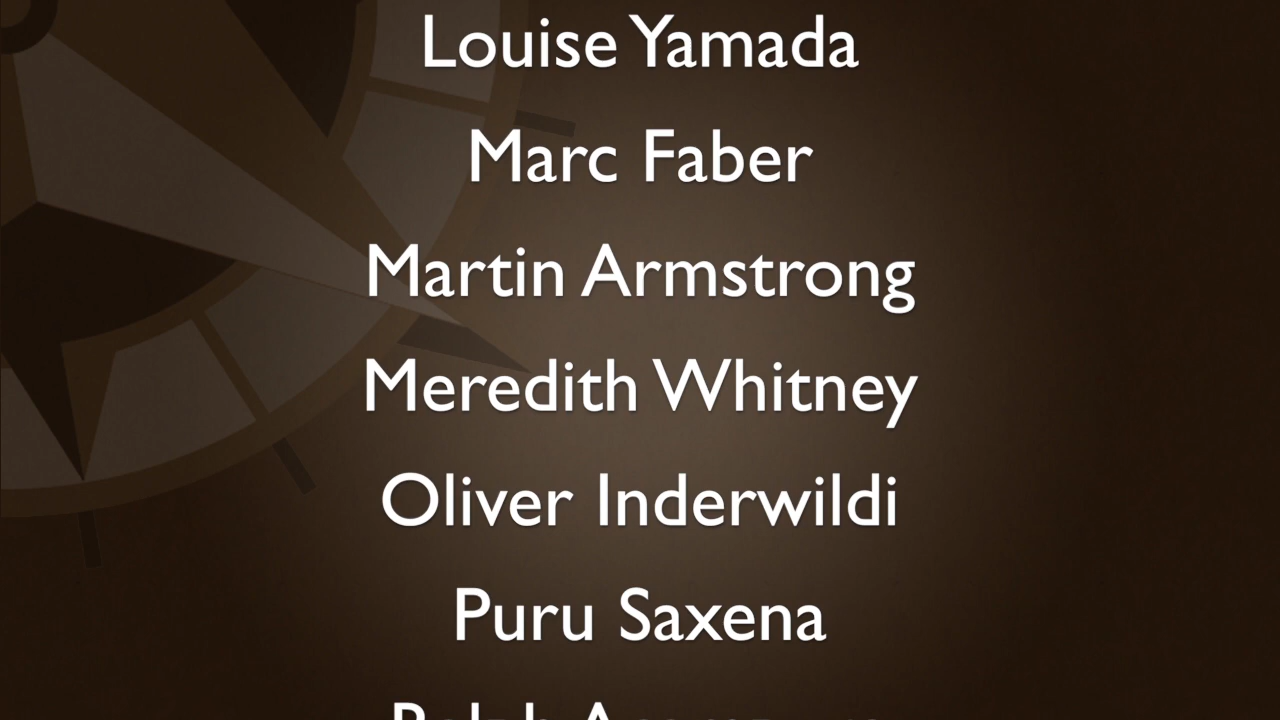 Louise Yamada
Marc Faber
Martin Armstrong
Meredith Whitney
Oliver Inderwildi
Puru Saxena